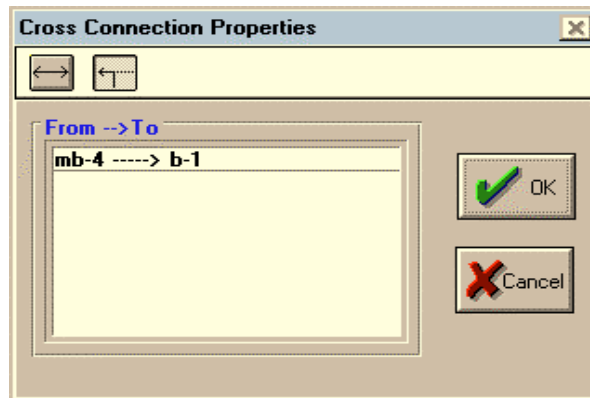 Cross Connection Properties
From -->To
mb-4 -----> b-1
OK
Cancel